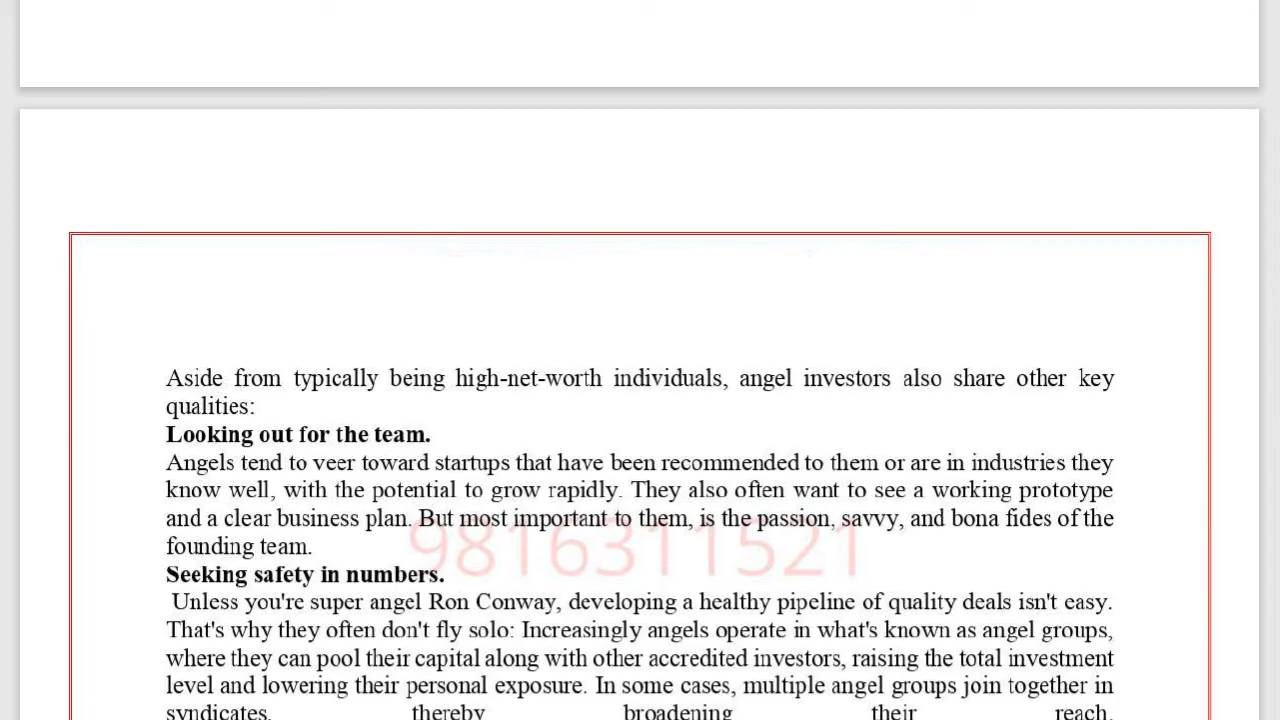 Aside from typically being high-net-worth individuals, angel investors also share other key
qualities:
Looking out for the team.
Angels tend to veer toward startups that have been recommended to them or are in industries they
know well, with the potential to grow rapidly. They also often want to see a working prototype
and a clear business plan. But most important to them, is the passion, savvy, and bona fides of the
founding team.
9816311521
Seeking safety in numbers.
Unless you're super angel Ron Conway, developing a healthy pipeline of quality deals isn't easy.
That's why they often don't fly solo: Increasingly angels operate in what's known as angel groups,
where they can pool their capital along with other accredited investors, raising the total investment
level and lowering their personal exposure. In some cases, multiple angel groups join together in
syndicates, thereby broadening their reach.